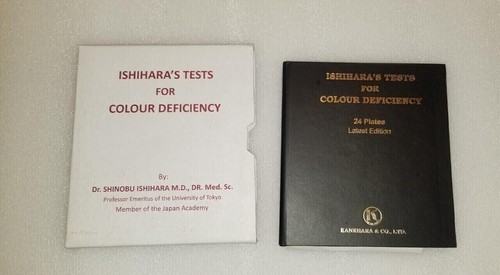 ISHIHARA'S TESTS
FOR
COLOUR DEFICIENCY
By:
Dr. SHINOBU ISHIHARA M.D., DR. Med. Sc.
Professor Emeritus of the University of Tokyo
Member of the Japan Academy
ISHIHARA'S TESTS
FOR
COLOUR DEFICIENCY
24 Plates
Latest Edition
KANEHARA & CO., LTD.